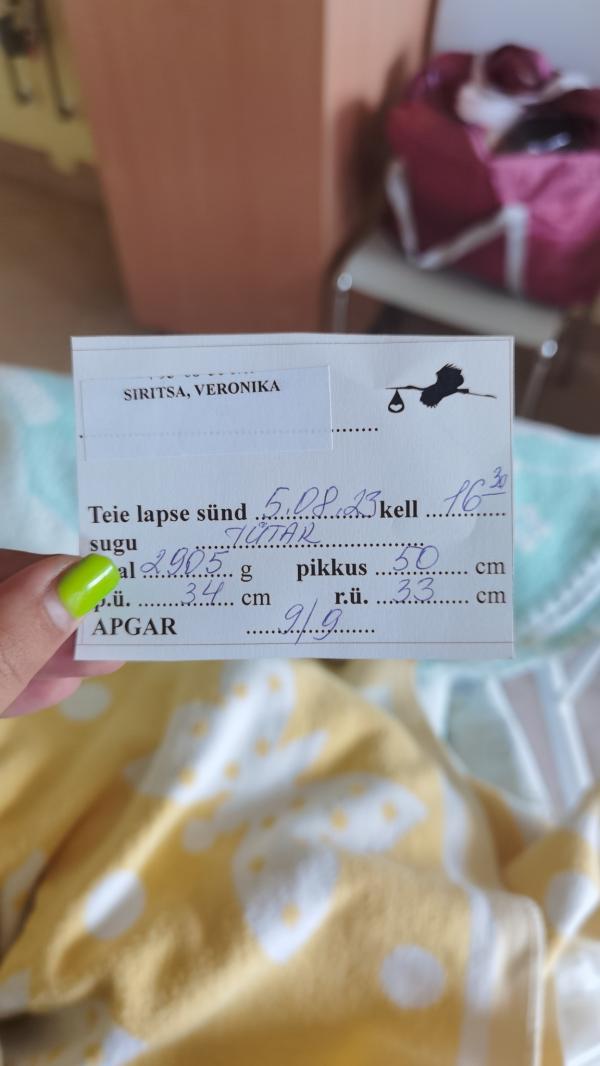 SIRITSA, VERONIKA
Teie lapse sünd 5.08.23 kell 16 30
sugu TÜTAR
al 2905 g pikkus 50 cm
p.ü. 34 cm r.ü. 33 cm
APGAR 9/9